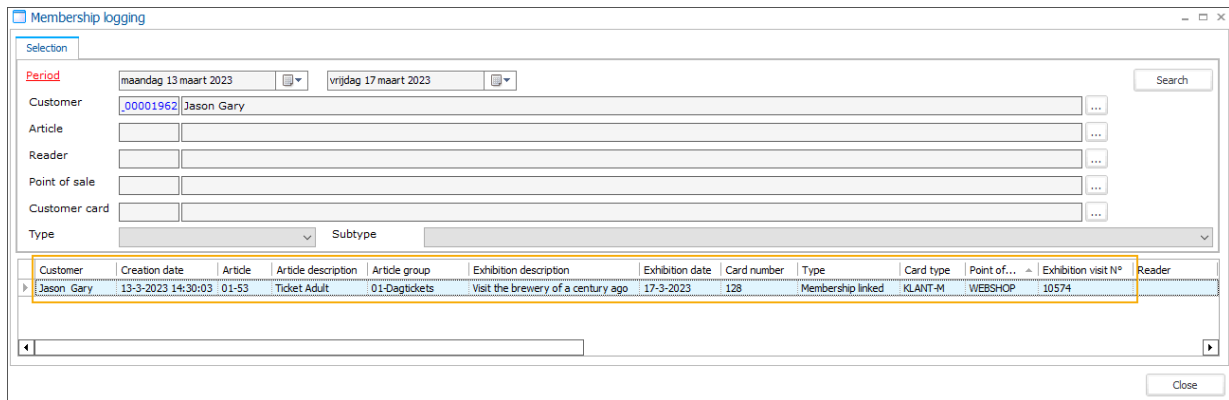 Membership logging
Selection
Period maandag 13 maart 2023 vrijdag 17 maart 2023 Search
Customer _00001962 Jason Gary ...
Article ...
Reader ...
Point of sale ...
Customer card ...
Type Subtype
Customer Creation date Article Article description Article group Exhibition description Exhibition date Card number Type Card type Point of... Exhibition visit N° Reader
Jason Gary 13-3-2023 14:30:03 01-53 Ticket Adult 01-Dagtickets Visit the brewery of a century ago 17-3-2023 128 Membership linked KLANT-M WEBSHOP 10574
Close